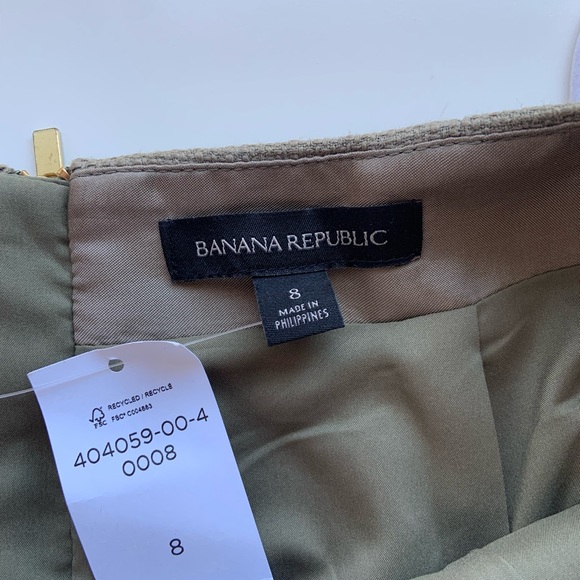 BANANA REPUBLIC
8
MADE IN
PHILIPPINES
FSC
RECYCLED / RECYCLÉ
FSC® C004883
404059-00-4
0008
8